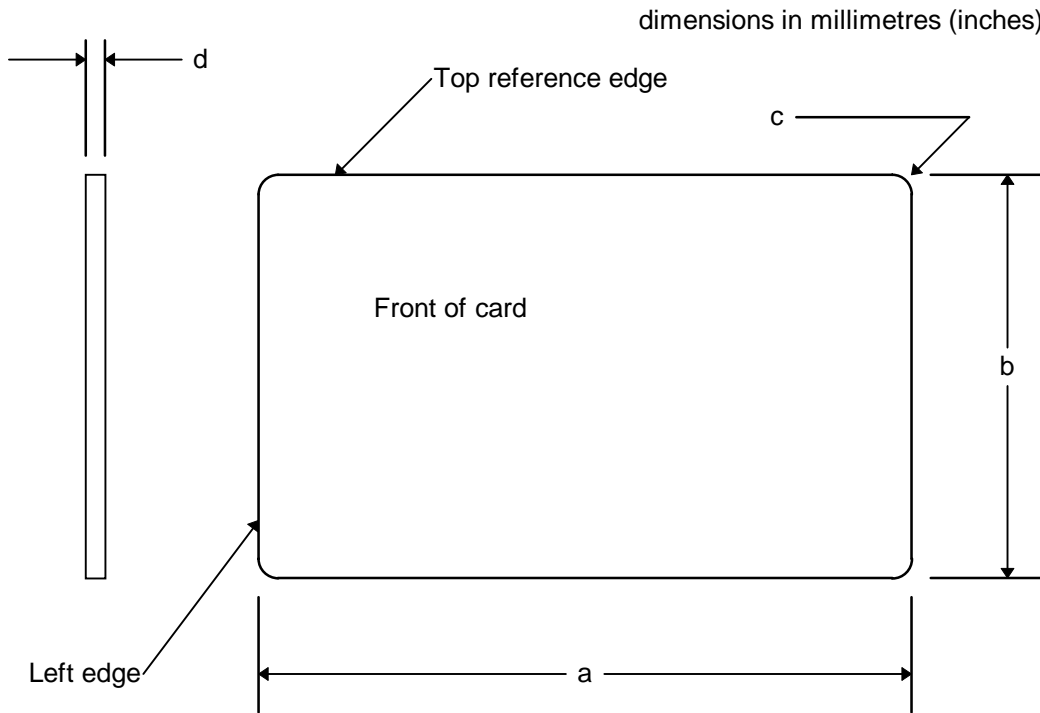 dimensions in millimetres (inches)
d
Top reference edge
c
Front of card
b
Left edge
a